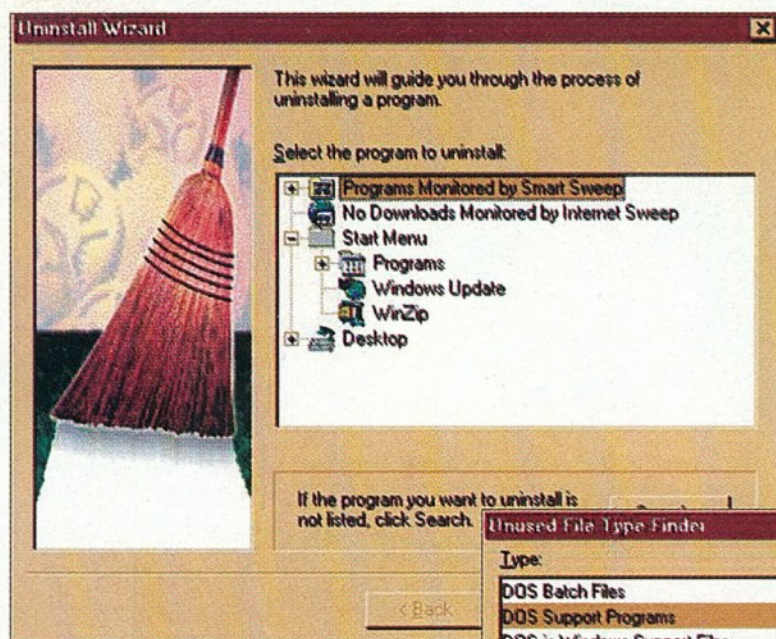 Uninstall Wizard
This wizard will guide you through the process of
uninstalling a program.
Select the program to uninstall:
Programs Monitored by Smart Sweep
No Downloads Monitored by Internet Sweep
Start Menu
Programs
Windows Update
WinZip
Desktop
If the program you want to uninstall is
not listed, click Search.
< Back
Unused File Type Finder
Type:
DOS Batch Files
DOS Support Programs